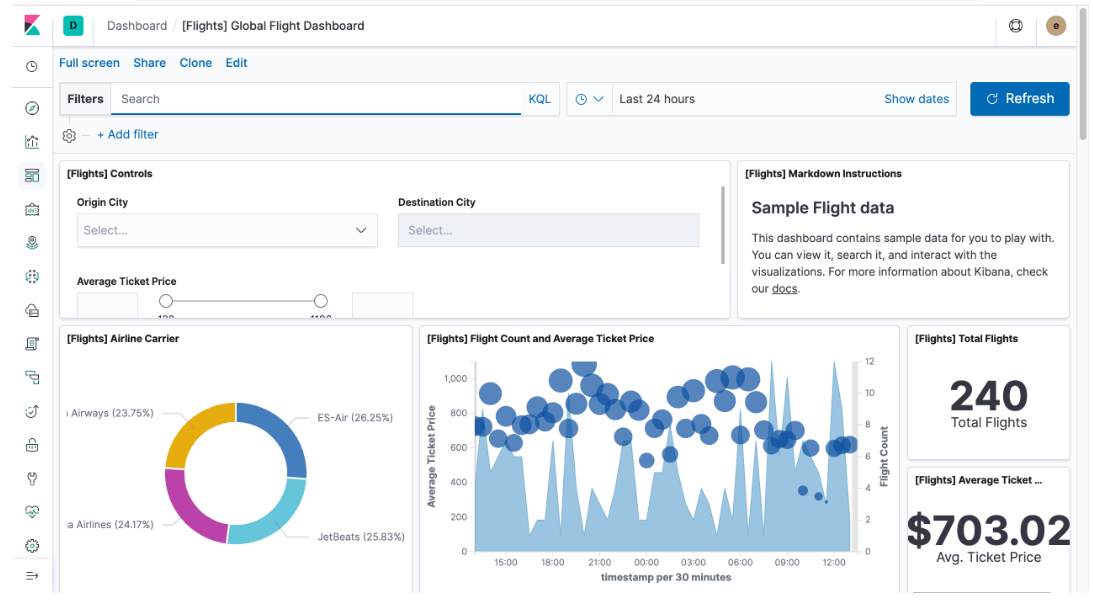 D
Dashboard / [Flights] Global Flight Dashboard
e
Full screen Share Clone Edit
Filters Search KQL Last 24 hours Show dates Refresh
+ Add filter
[Flights] Controls
Origin City Destination City
Select... Select...
Average Ticket Price
[Flights] Markdown Instructions
Sample Flight data
This dashboard contains sample data for you to play with.
You can view it, search it, and interact with the
visualizations. For more information about Kibana, check
our docs.
[Flights] Airline Carrier
Airways (23.75%)
ES-Air (26.25%)
a Airlines (24.17%)
JetBeats (25.83%)
[Flights] Flight Count and Average Ticket Price
Average Ticket Price
1,000
800
600
400
200
0
12
10
8
6
4
2
0
Flight Count
15:00 18:00 21:00 00:00 03:00 06:00 09:00 12:00
timestamp per 30 minutes
[Flights] Total Flights
240
Total Flights
[Flights] Average Ticket ...
$703.02
Avg. Ticket Price